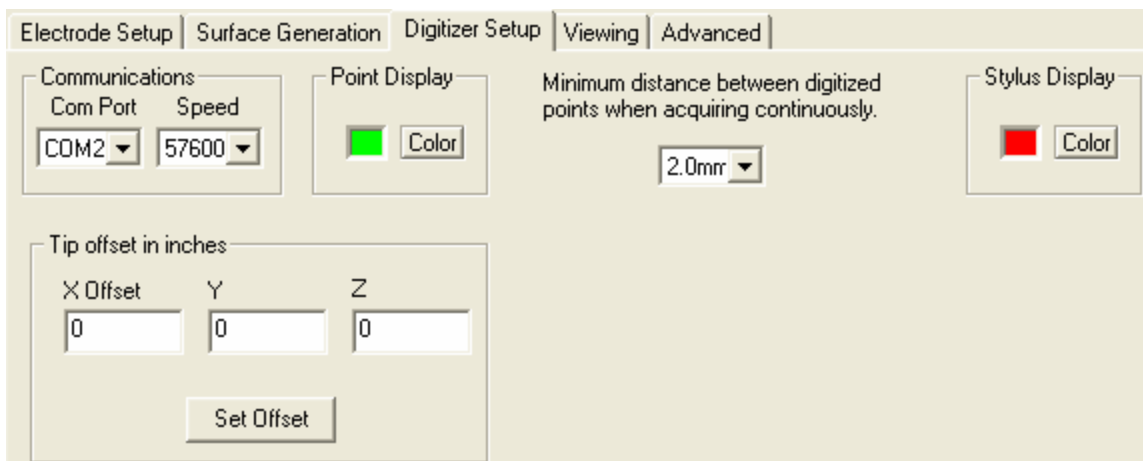 Electrode Setup Surface Generation Digitizer Setup Viewing Advanced
Communications
Com Port Speed
COM2 57600
Point Display
Color
Minimum distance between digitized
points when acquiring continuously.
2.0mm
Stylus Display
Color
Tip offset in inches
X Offset Y Z
0 0 0
Set Offset